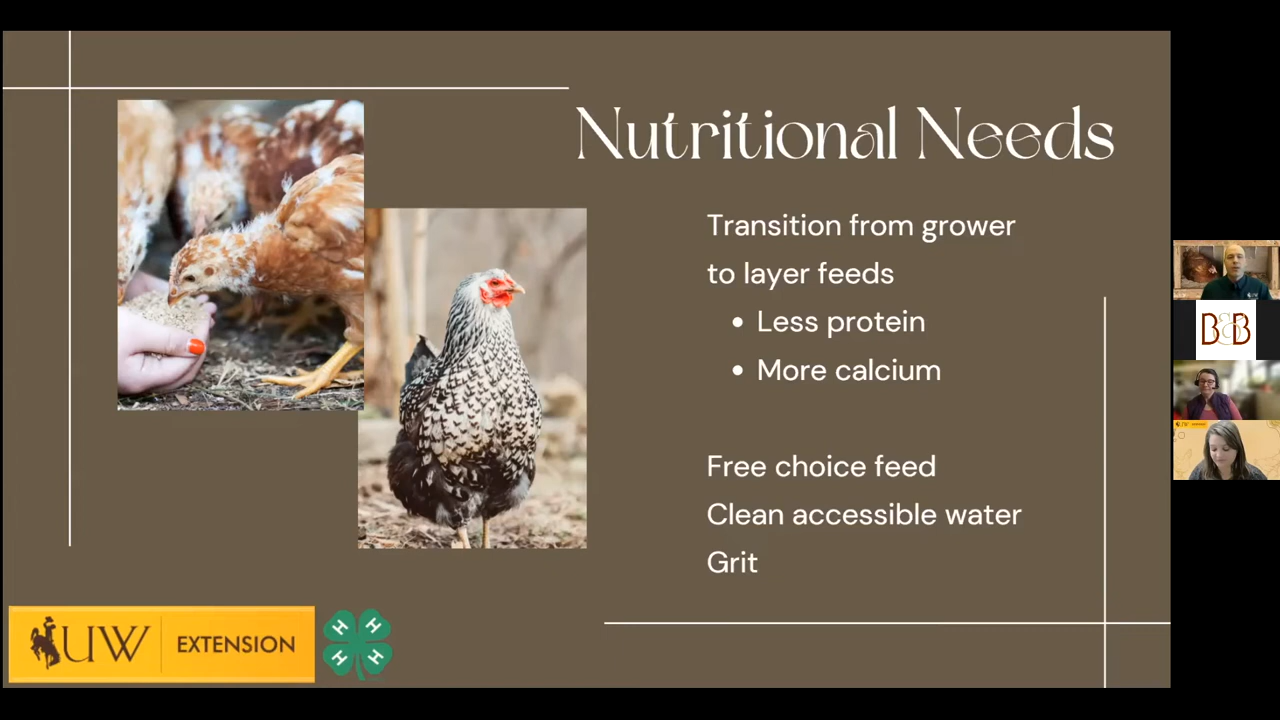 Nutritional Needs
Transition from grower
to layer feeds
• Less protein
• More calcium
Free choice feed
Clean accessible water
Grit
UW EXTENSION
H H
H H
B&B